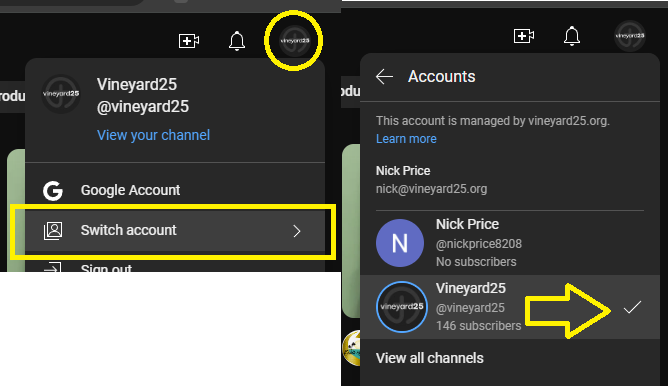 vineyard25
rodu
vineyard25
Vineyard25
@vineyard25
View your channel
G
Google Account
Switch account
Sign out
vineyard25
rodu
Accounts
This account is managed by vineyard25.org.
Learn more
Nick Price
nick@vineyard25.org
N
Nick Price
@nickprice8208
No subscribers
vineyard25
Vineyard25
@vineyard25
146 subscribers
View all channels